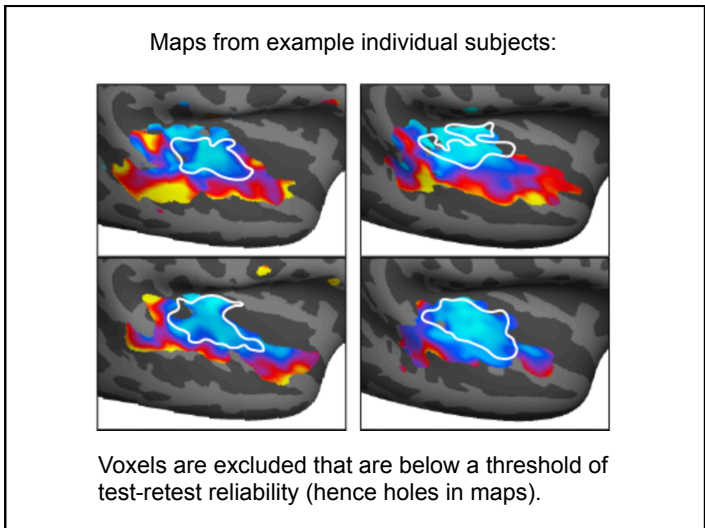 Maps from example individual subjects:
Voxels are excluded that are below a threshold of
test-retest reliability (hence holes in maps).